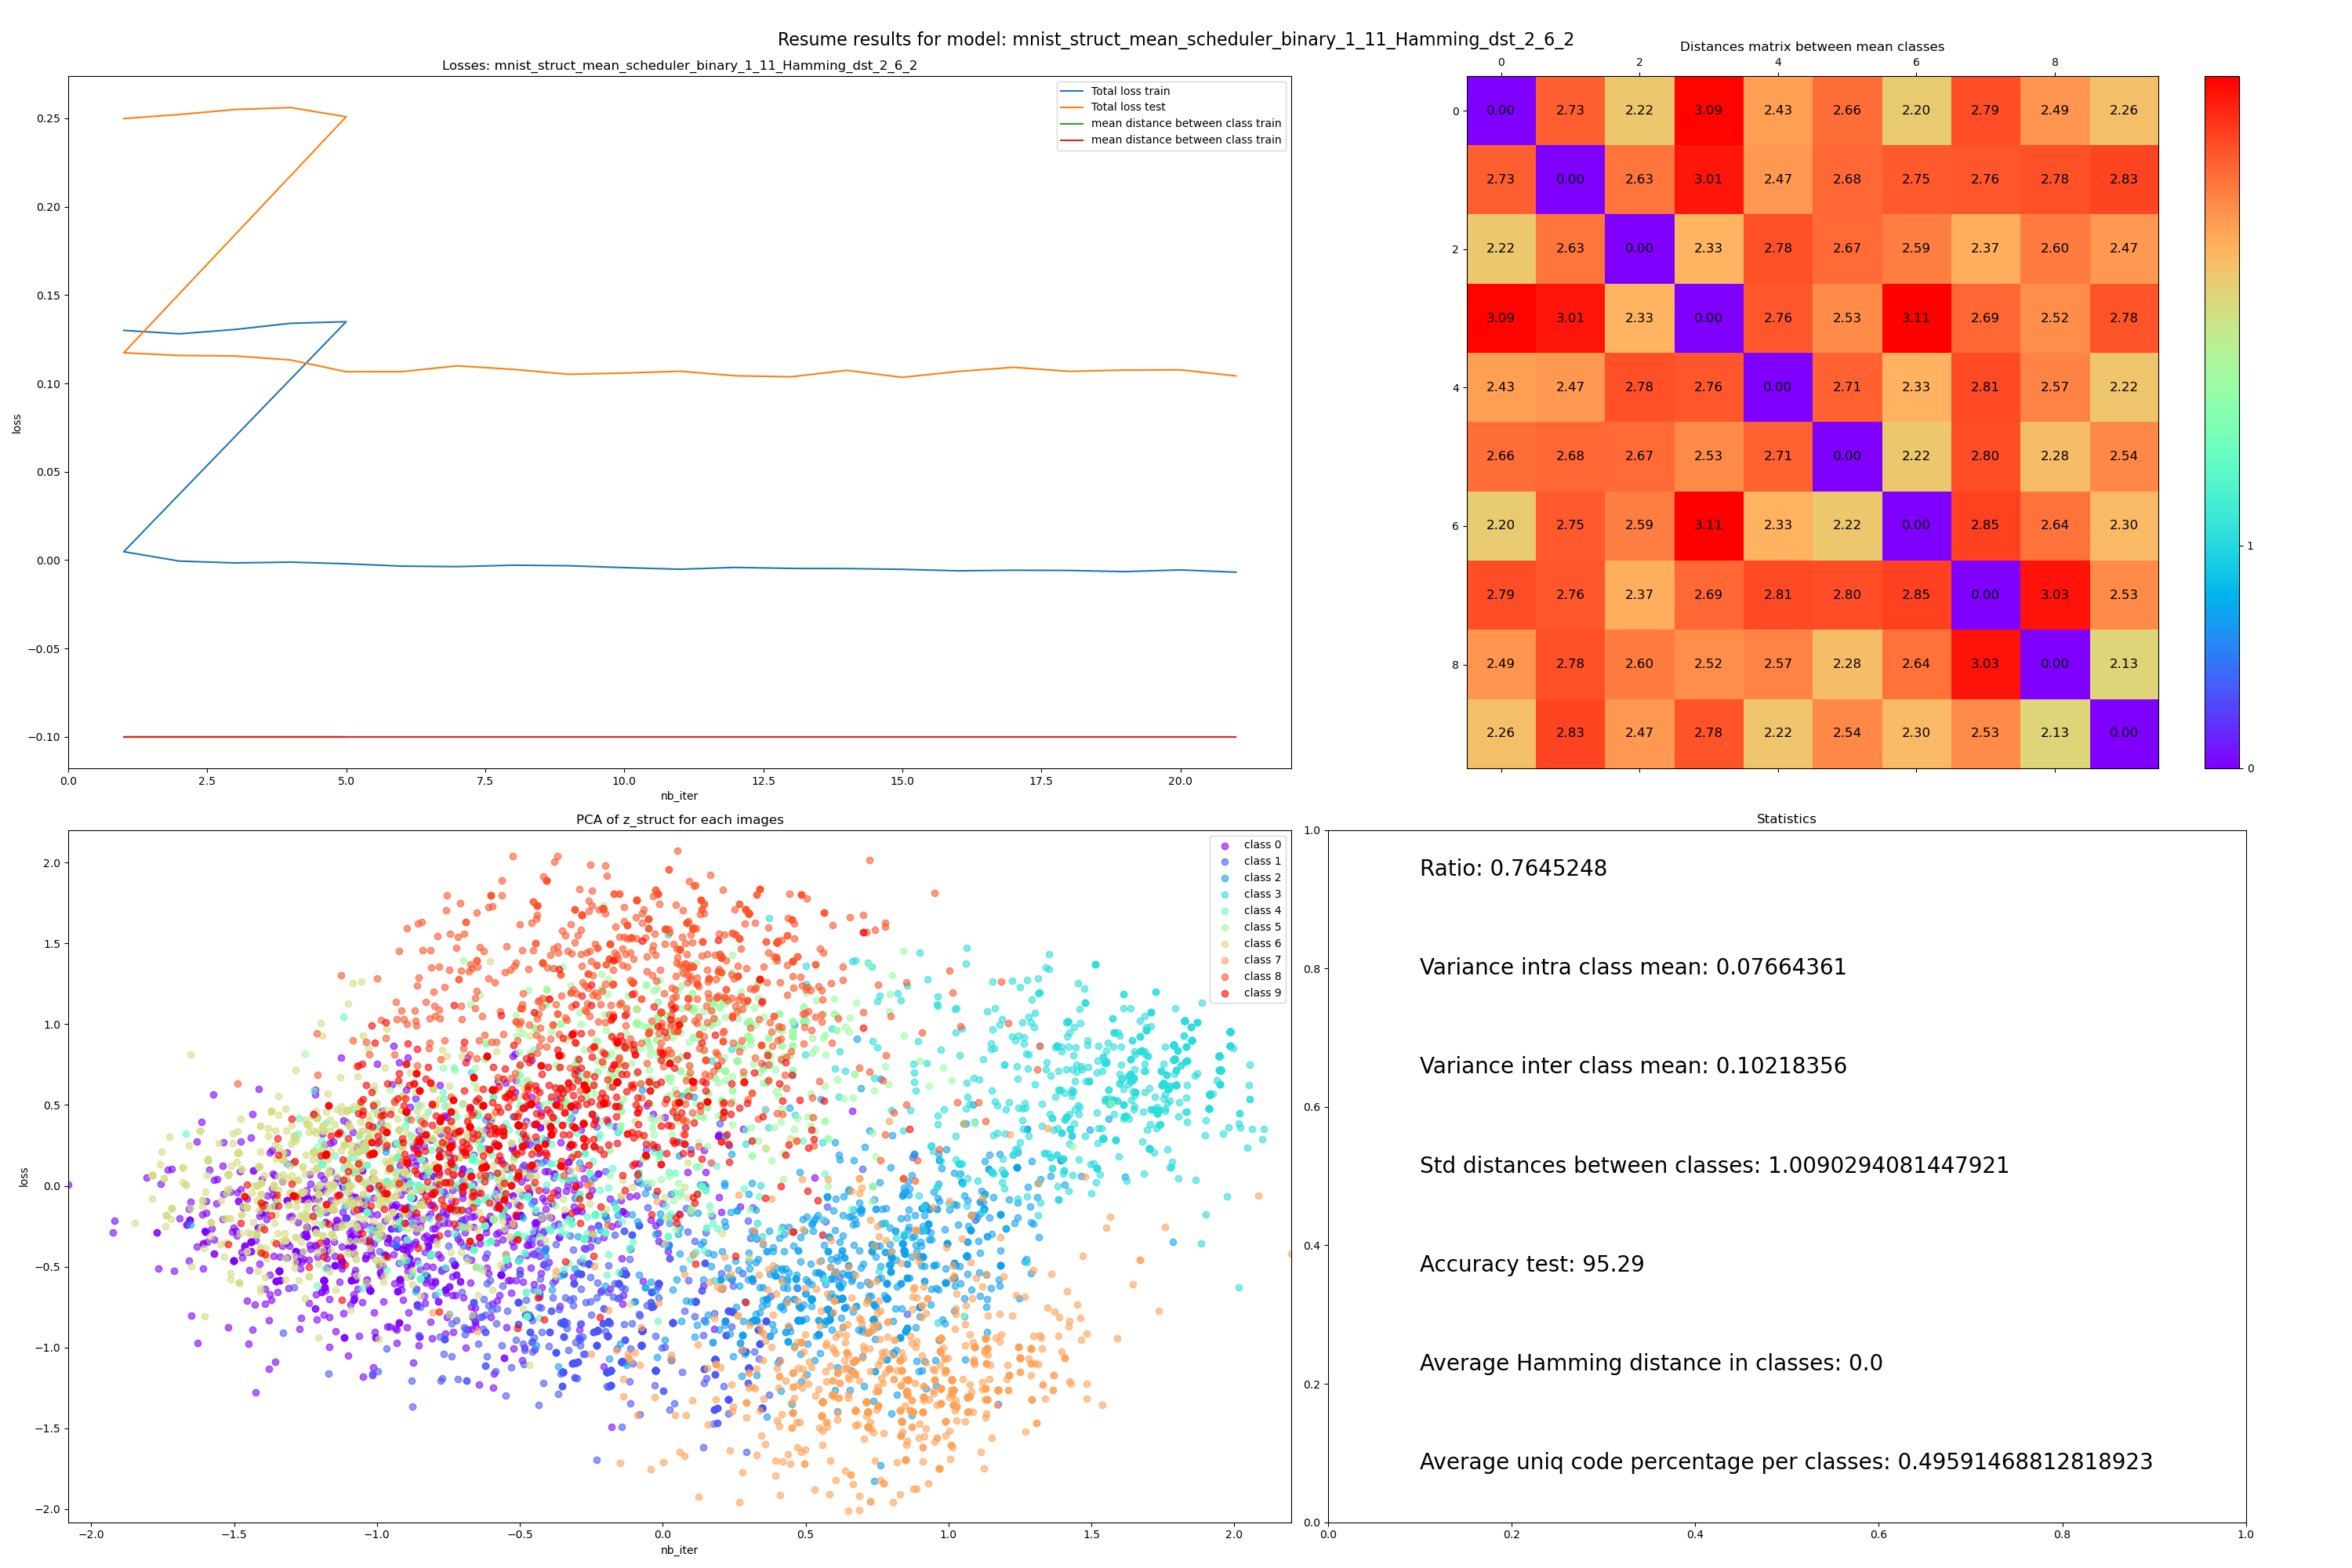 Resume results for model: mnist_struct_mean_scheduler_binary_1_11_Hamming_dst_2_6_2
Losses: mnist_struct_mean_scheduler_binary_1_11_Hamming_dst_2_6_2
Total loss train
Total loss test
mean distance between class train
mean distance between class train
0.25
0.20
0.15
0.10
0.05
0.00
−0.05
−0.10
loss
0.0 2.5 5.0 7.5 10.0 12.5 15.0 17.5 20.0
nb_iter
Distances matrix between mean classes
0 2 4 6 8
0 0.00 2.73 2.22 3.09 2.43 2.66 2.20 2.79 2.49 2.26
2.73 0.00 2.63 3.01 2.47 2.68 2.75 2.76 2.78 2.83
2 2.22 2.63 0.00 2.33 2.78 2.67 2.59 2.37 2.60 2.47
3.09 3.01 2.33 0.00 2.76 2.53 3.11 2.69 2.52 2.78
4 2.43 2.47 2.78 2.76 0.00 2.71 2.33 2.81 2.57 2.22
2.66 2.68 2.67 2.53 2.71 0.00 2.22 2.80 2.28 2.54
6 2.20 2.75 2.59 3.11 2.33 2.22 0.00 2.85 2.64 2.30
2.79 2.76 2.37 2.69 2.81 2.80 2.85 0.00 3.03 2.53
8 2.49 2.78 2.60 2.52 2.57 2.28 2.64 3.03 0.00 2.13
2.26 2.83 2.47 2.78 2.22 2.54 2.30 2.53 2.13 0.00
1
0
PCA of z_struct for each images
class 0
class 1
class 2
class 3
class 4
class 5
class 6
class 7
class 8
class 9
2.0
1.5
1.0
0.5
0.0
−0.5
−1.0
−1.5
−2.0
loss
−2.0 −1.5 −1.0 −0.5 0.0 0.5 1.0 1.5 2.0
nb_iter
Statistics
1.0
0.8
0.6
0.4
0.2
0.0
Ratio: 0.7645248
Variance intra class mean: 0.07664361
Variance inter class mean: 0.10218356
Std distances between classes: 1.0090294081447921
Accuracy test: 95.29
Average Hamming distance in classes: 0.0
Average uniq code percentage per classes: 0.49591468812818923
0.0 0.2 0.4 0.6 0.8 1.0